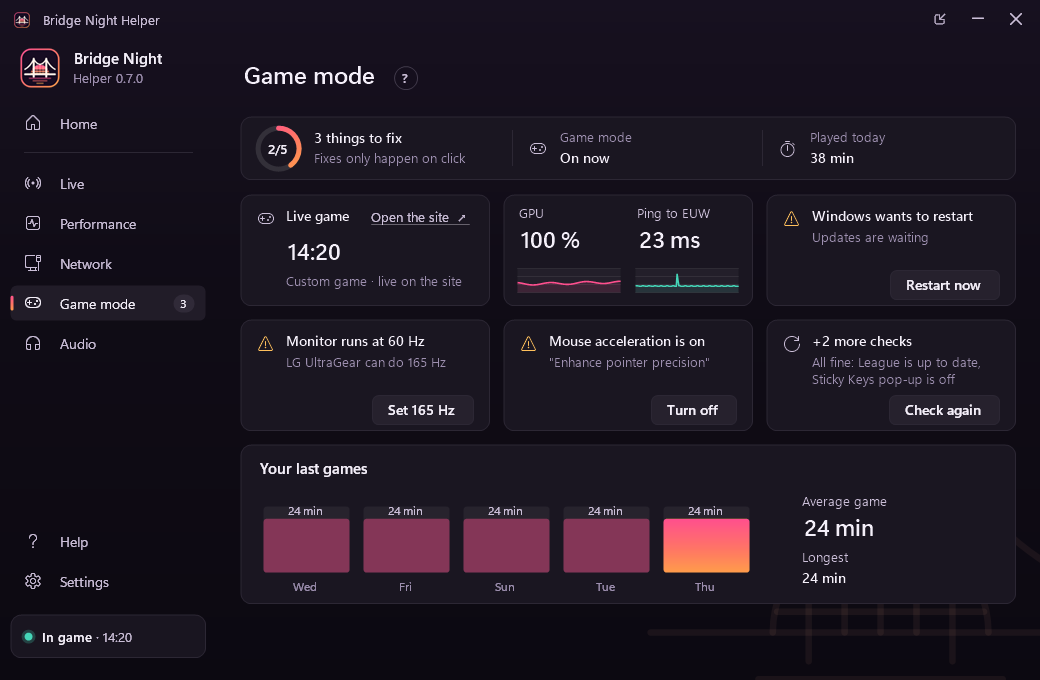 Bridge Night Helper
Bridge Night
Helper 0.7.0
Home
Live
Performance
Network
Game mode 3
Audio
Help
Settings
In game · 14:20
Game mode ?
2/5
3 things to fix
Fixes only happen on click
Game mode
On now
Played today
38 min
Live game Open the site ↗
14:20
Custom game · live on the site
GPU
100 %
Ping to EUW
23 ms
Windows wants to restart
Updates are waiting
Restart now
Monitor runs at 60 Hz
LG UltraGear can do 165 Hz
Set 165 Hz
Mouse acceleration is on
"Enhance pointer precision"
Turn off
+2 more checks
All fine: League is up to date,
Sticky Keys pop-up is off
Check again
Your last games
24 min 24 min 24 min 24 min 24 min
Wed Fri Sun Tue Thu
Average game
24 min
Longest
24 min